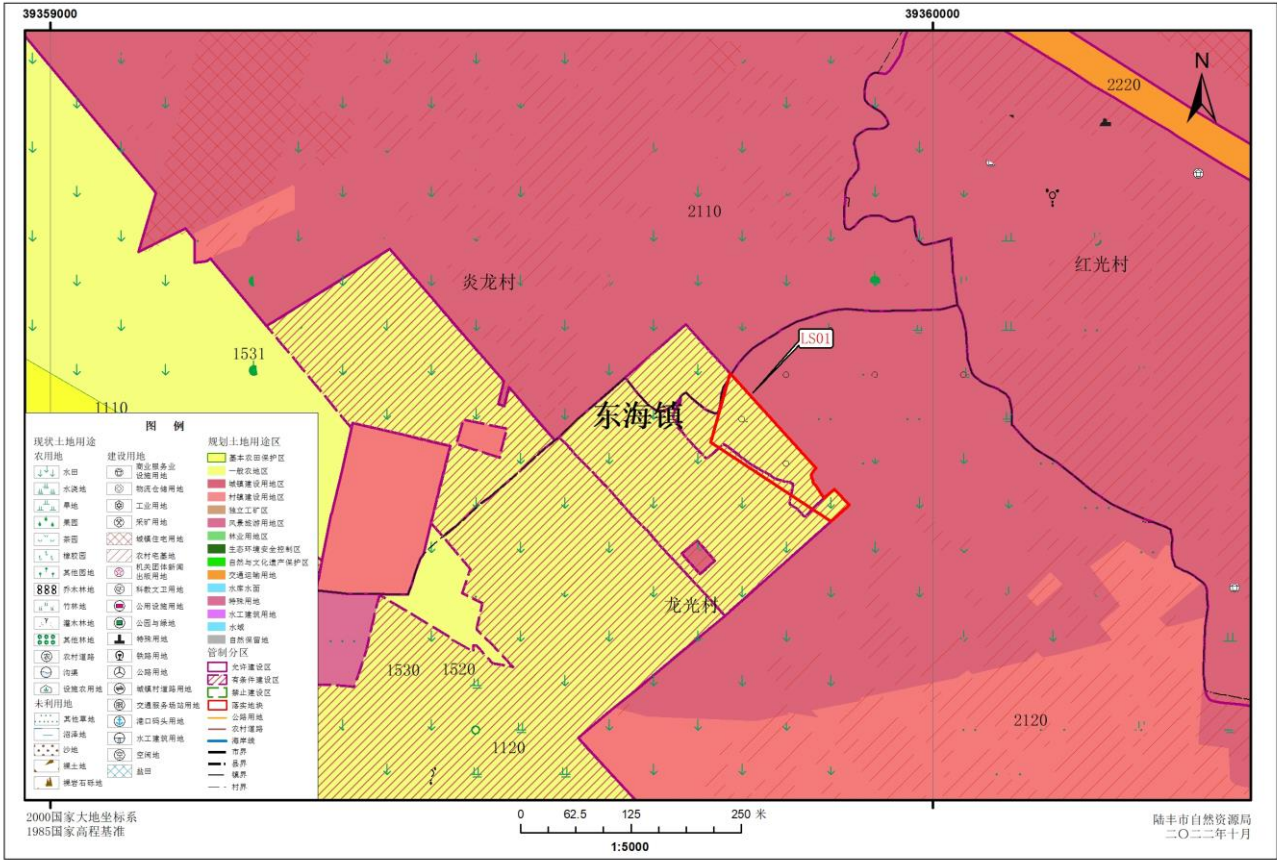 39359000
39360000
N
2220
2110
炎龙村
红光村
1531
LS01
1110
东海镇
龙光村
1530
1520
1120
2120
图 例
现状土地用途
农用地
水田
水浇地
旱地
果园
茶园
橡胶园
其他园地
乔木林地
竹林地
灌木林地
其他林地
农村道路
沟渠
设施农用地
未利用地
其他草地
沼泽地
沙地
裸土地
裸岩石砾地
建设用地
商业服务业
设施用地
物流仓储用地
工业用地
采矿用地
城镇住宅用地
农村宅基地
机关团体新闻
出版用地
科教文卫用地
公用设施用地
公园与绿地
特殊用地
铁路用地
公路用地
城镇村道路用地
交通服务场站用地
港口码头用地
水工建筑用地
空闲地
盐田
规划土地用途区
基本农田保护区
一般农地区
城镇建设用地区
村镇建设用地区
独立工矿区
风景旅游用地区
林业用地区
生态环境安全控制区
自然与文化遗产保护区
交通运输用地
水库水面
特殊用地
水工建筑用地
水域
自然保留地
管制分区
允许建设区
有条件建设区
禁止建设区
落实地块
公路用地
农村道路
海岸线
市界
县界
镇界
村界
2000国家大地坐标系
1985国家高程基准
0 62.5 125 250 米
1:5000
陆丰市自然资源局
二〇二二年十月